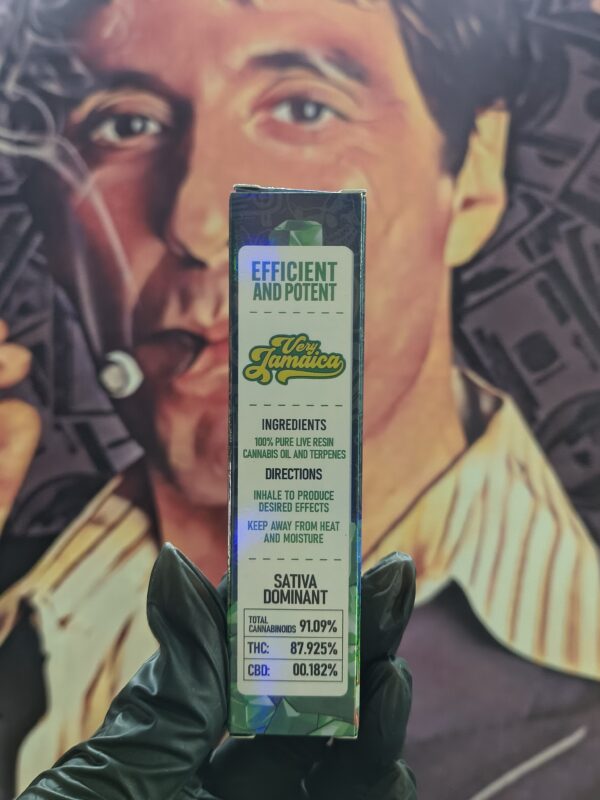 EFFICIENT
AND POTENT
Very
Jamaica
INGREDIENTS
100% PURE LIVE RESIN
CANNABIS OIL AND TERPENES
DIRECTIONS
INHALE TO PRODUCE
DESIRED EFFECTS
KEEP AWAY FROM HEAT
AND MOISTURE
SATIVA
DOMINANT
TOTAL
CANNABINOIDS 91.09%
THC: 87.925%
CBD: 00.182%